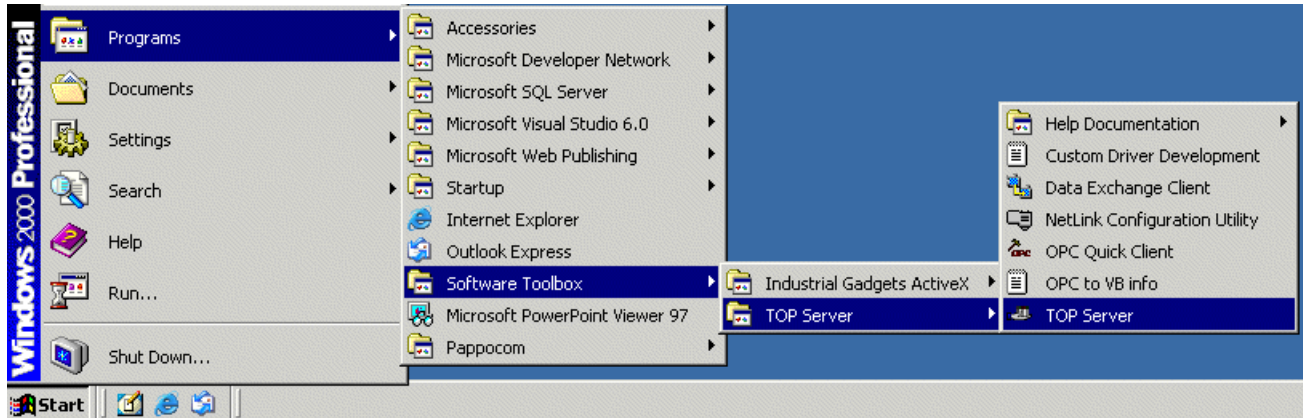 Windows 2000 Professional
Programs
Documents
Settings
Search
Help
Run...
Shut Down...
Accessories
Microsoft Developer Network
Microsoft SQL Server
Microsoft Visual Studio 6.0
Microsoft Web Publishing
Startup
Internet Explorer
Outlook Express
Software Toolbox
Microsoft PowerPoint Viewer 97
Pappocom
Industrial Gadgets ActiveX
TOP Server
Help Documentation
Custom Driver Development
Data Exchange Client
NetLink Configuration Utility
OPC Quick Client
OPC to VB info
TOP Server
Start